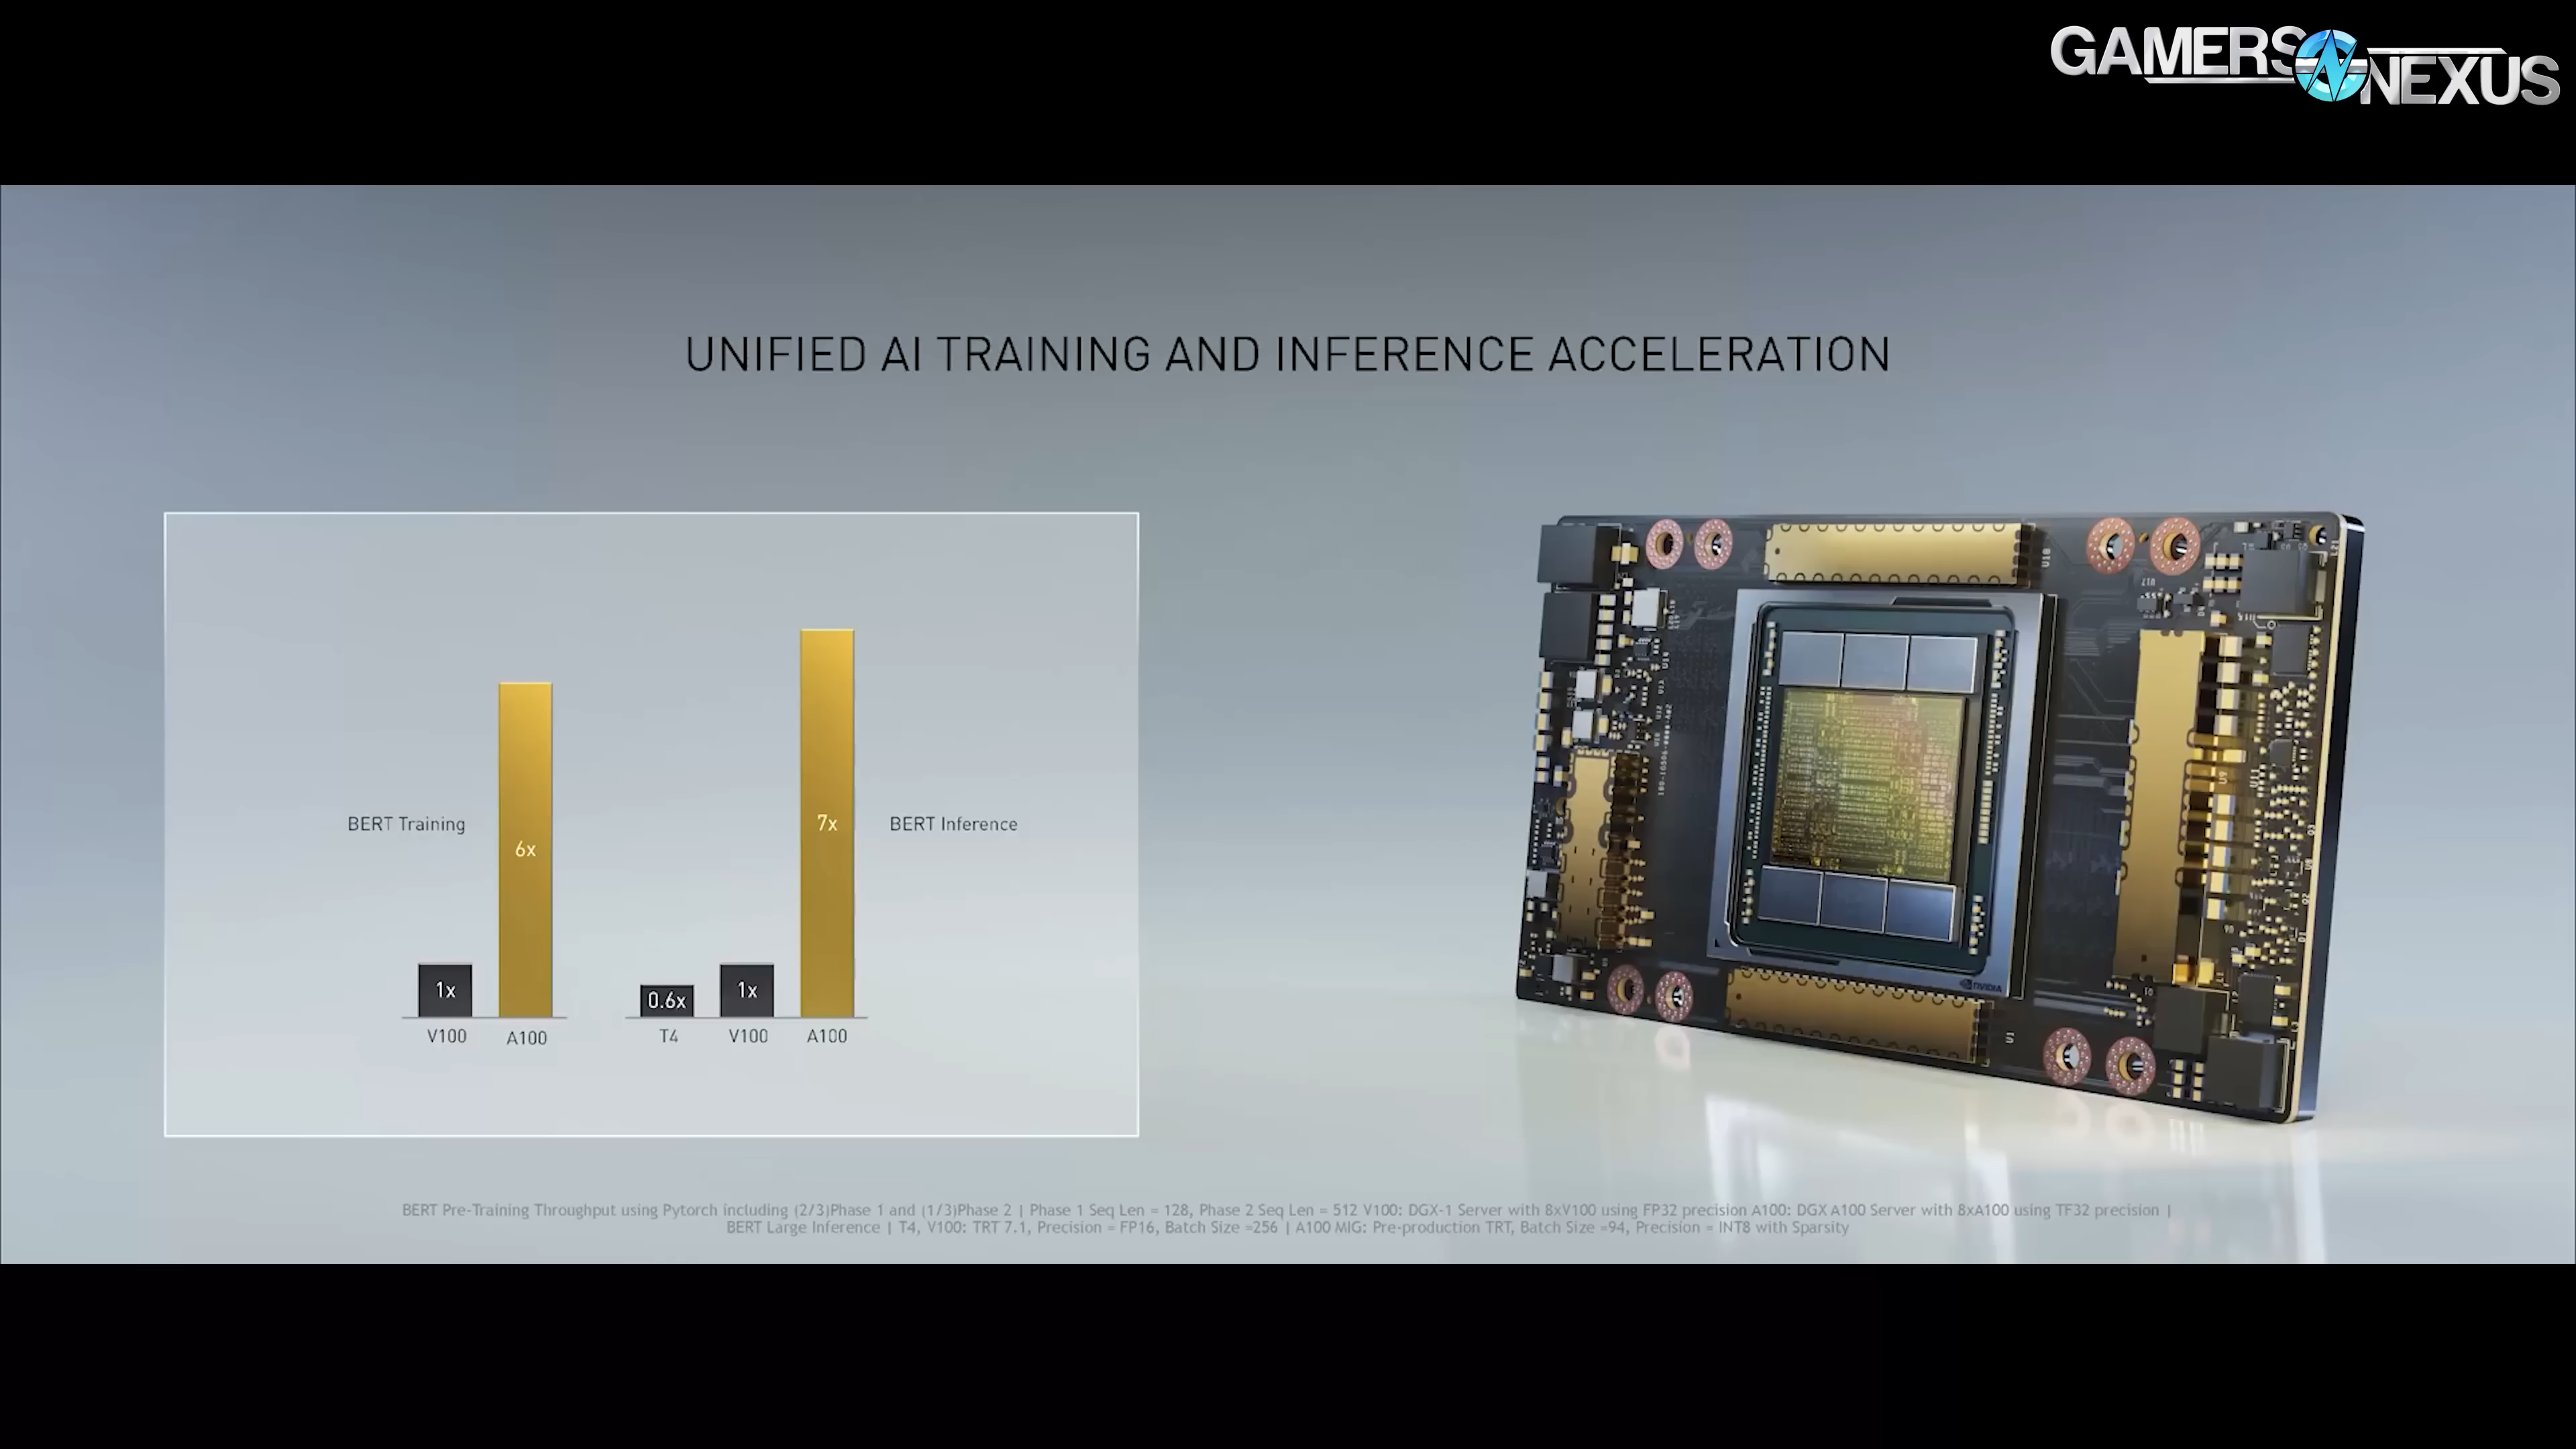 GAMERS NEXUS
UNIFIED AI TRAINING AND INFERENCE ACCELERATION
BERT Training
6x
7x
BERT Inference
1x
0.6x
1x
V100
A100
T4
V100
A100
NVIDIA
BERT Pre-Training Throughput using Pytorch including (2/3)Phase 1 and (1/3)Phase 2 | Phase 1 Seq Len = 128, Phase 2 Seq Len = 512 V100: DGX-1 Server with 8xV100 using FP32 precision A100: DGX A100 Server with 8xA100 using TF32 precision |
BERT Large Inference | T4, V100: TRT 7.1, Precision = FP16, Batch Size =256 | A100 MIG: Pre-production TRT, Batch Size =94, Precision = INT8 with Sparsity